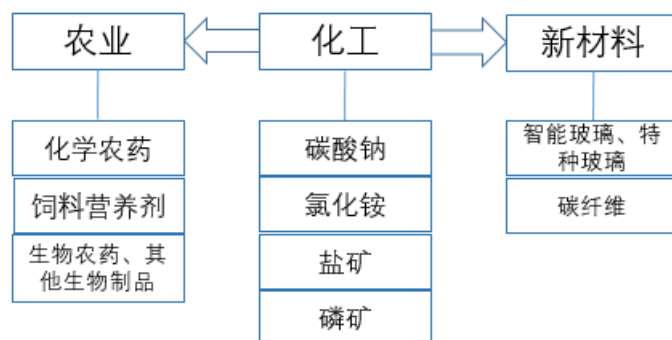 农业
化工
新材料
化学农药
饲料营养剂
生物农药、其
他生物制品
碳酸钠
氯化铵
盐矿
磷矿
智能玻璃、特
种玻璃
碳纤维